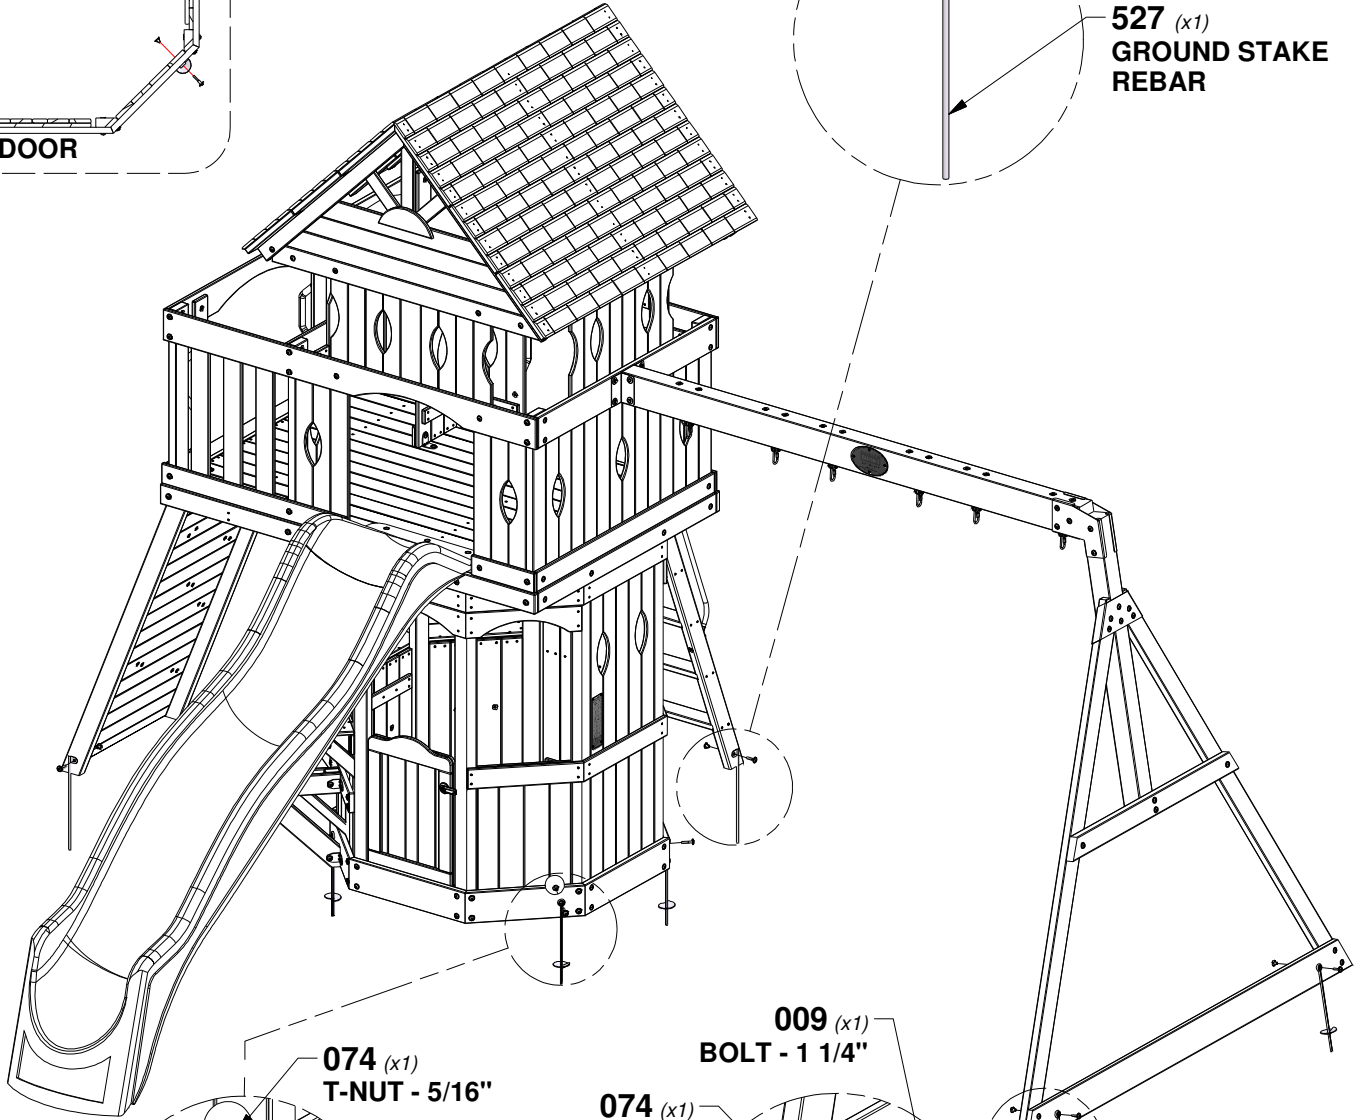 527 (x1)
GROUND STAKE
REBAR
DOOR
009 (x1)
BOLT - 1 1/4"
074 (x1)
T-NUT - 5/16"
074 (x1)